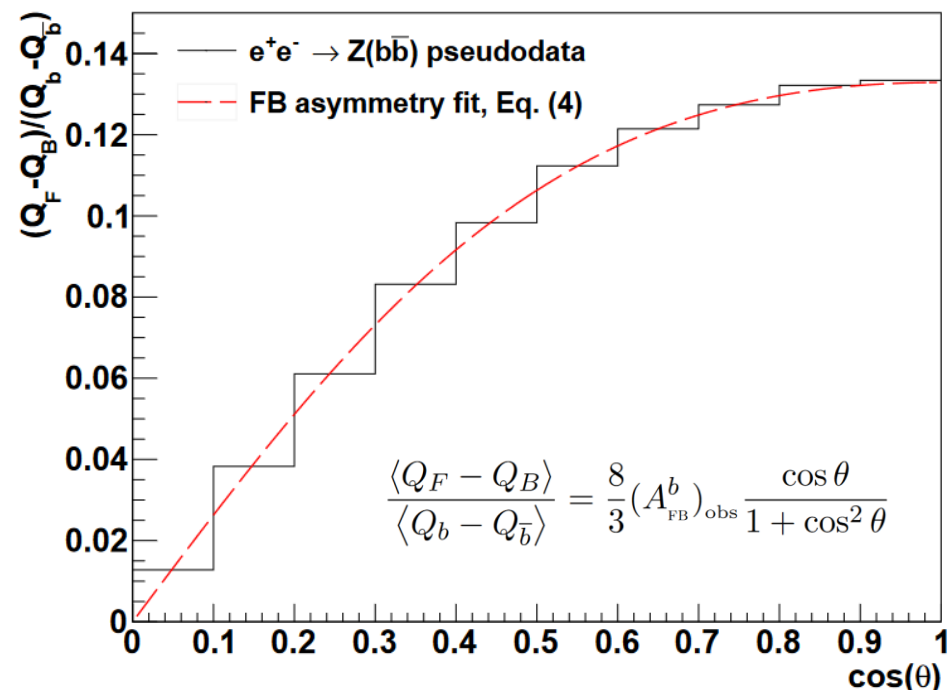 (Q_F-Q_B)/(Q_b-Q_b̅)
e⁺e⁻ → Z(bb̅) pseudodata
FB asymmetry fit, Eq. (4)
0.14
0.12
0.1
0.08
0.06
0.04
0.02
0
⟨Q_F − Q_B⟩ / ⟨Q_b − Q_b̅⟩ = 8/3 (A^b_FB)_obs cos θ / 1 + cos² θ
0 0.1 0.2 0.3 0.4 0.5 0.6 0.7 0.8 0.9 1
cos(θ)